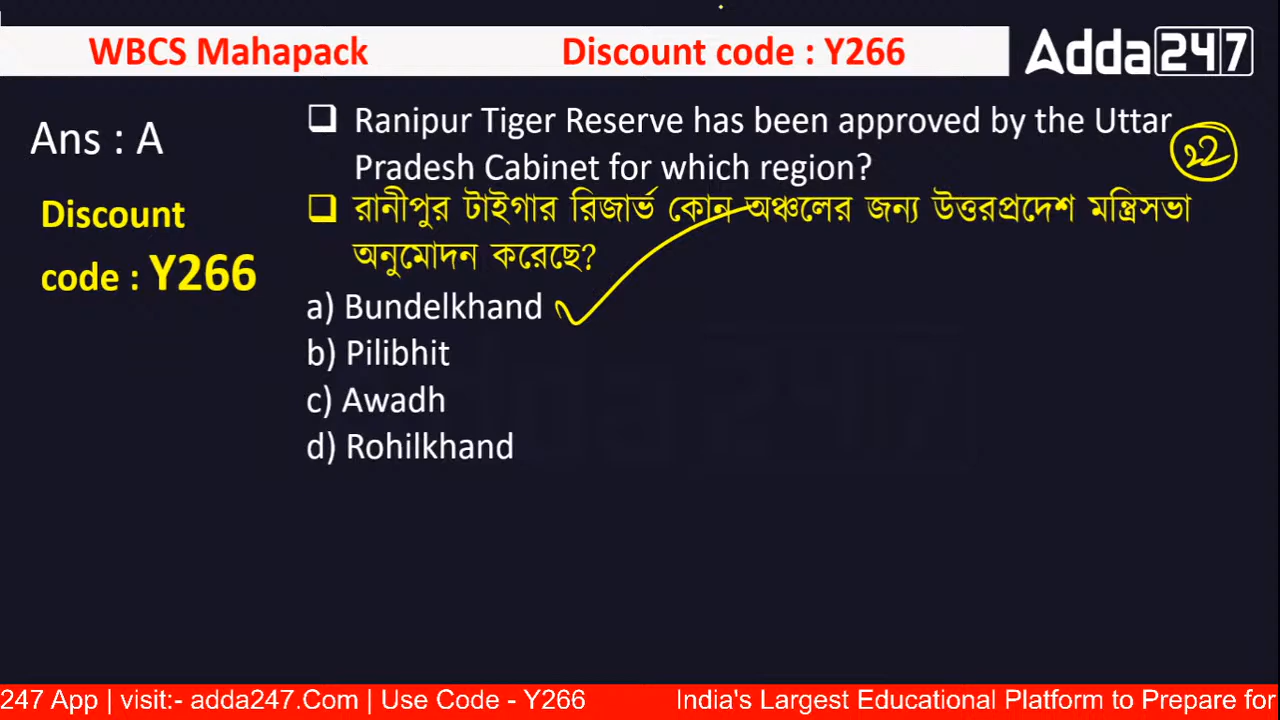 WBCS Mahapack Discount code : Y266 Adda247
Ans : A
Discount
code : Y266
Ranipur Tiger Reserve has been approved by the Uttar
Pradesh Cabinet for which region?
রানীপুর টাইগার রিজার্ভ কোন অঞ্চলের জন্য উত্তরপ্রদেশ মন্ত্রিসভা
অনুমোদন করেছে?
a) Bundelkhand
b) Pilibhit
c) Awadh
d) Rohilkhand
247 App | visit:- adda247.Com | Use Code - Y266 India's Largest Educational Platform to Prepare for